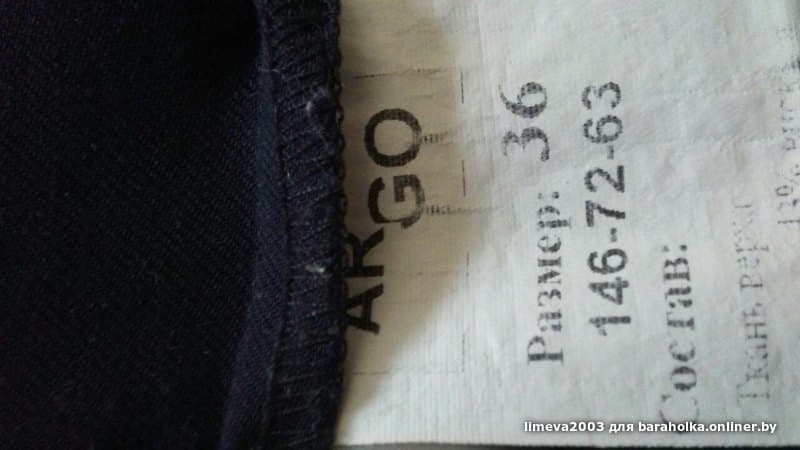 ARGO
Размер: 36
146-72-63
Состав:
Ткань верха
limeva2003 для baraholka.onliner.by